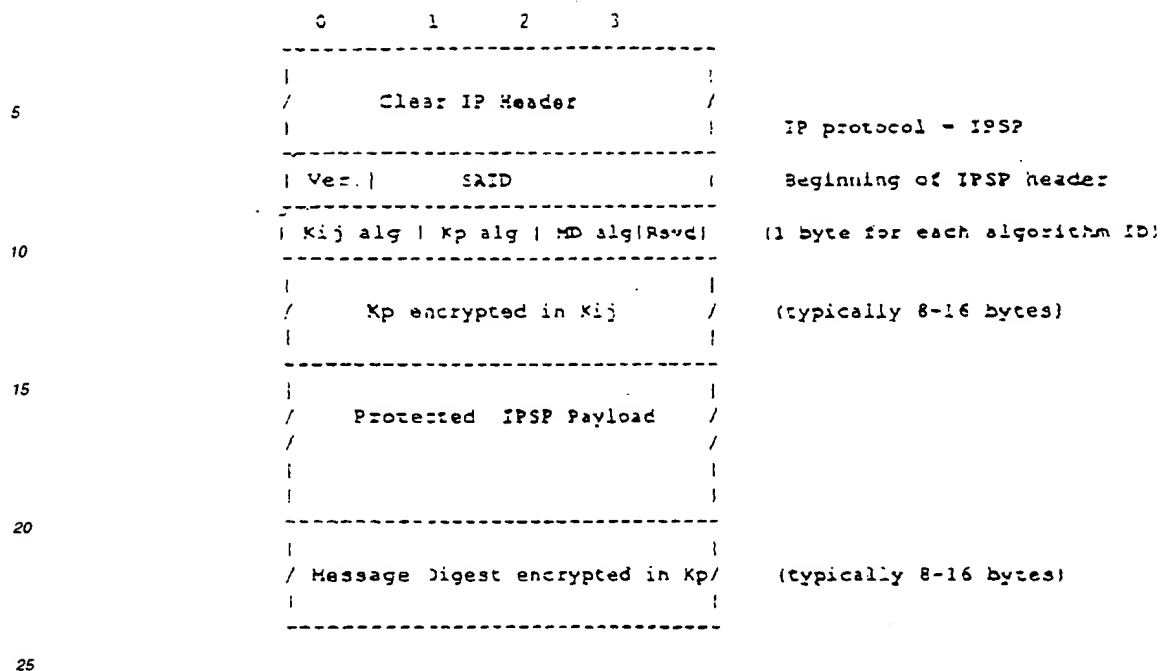 0 1 2 3
Clear IP Header
5
IP protocol = IPSP
Ver. | SAID
Beginning of IPSP header
| Kij alg | Kp alg | MD alg|Rsvd|
(1 byte for each algorithm ID)
10
Kp encrypted in Kij
(typically 8-16 bytes)
15
Protected IPSP Payload
20
Message Digest encrypted in Kp
(typically 8-16 bytes)
25